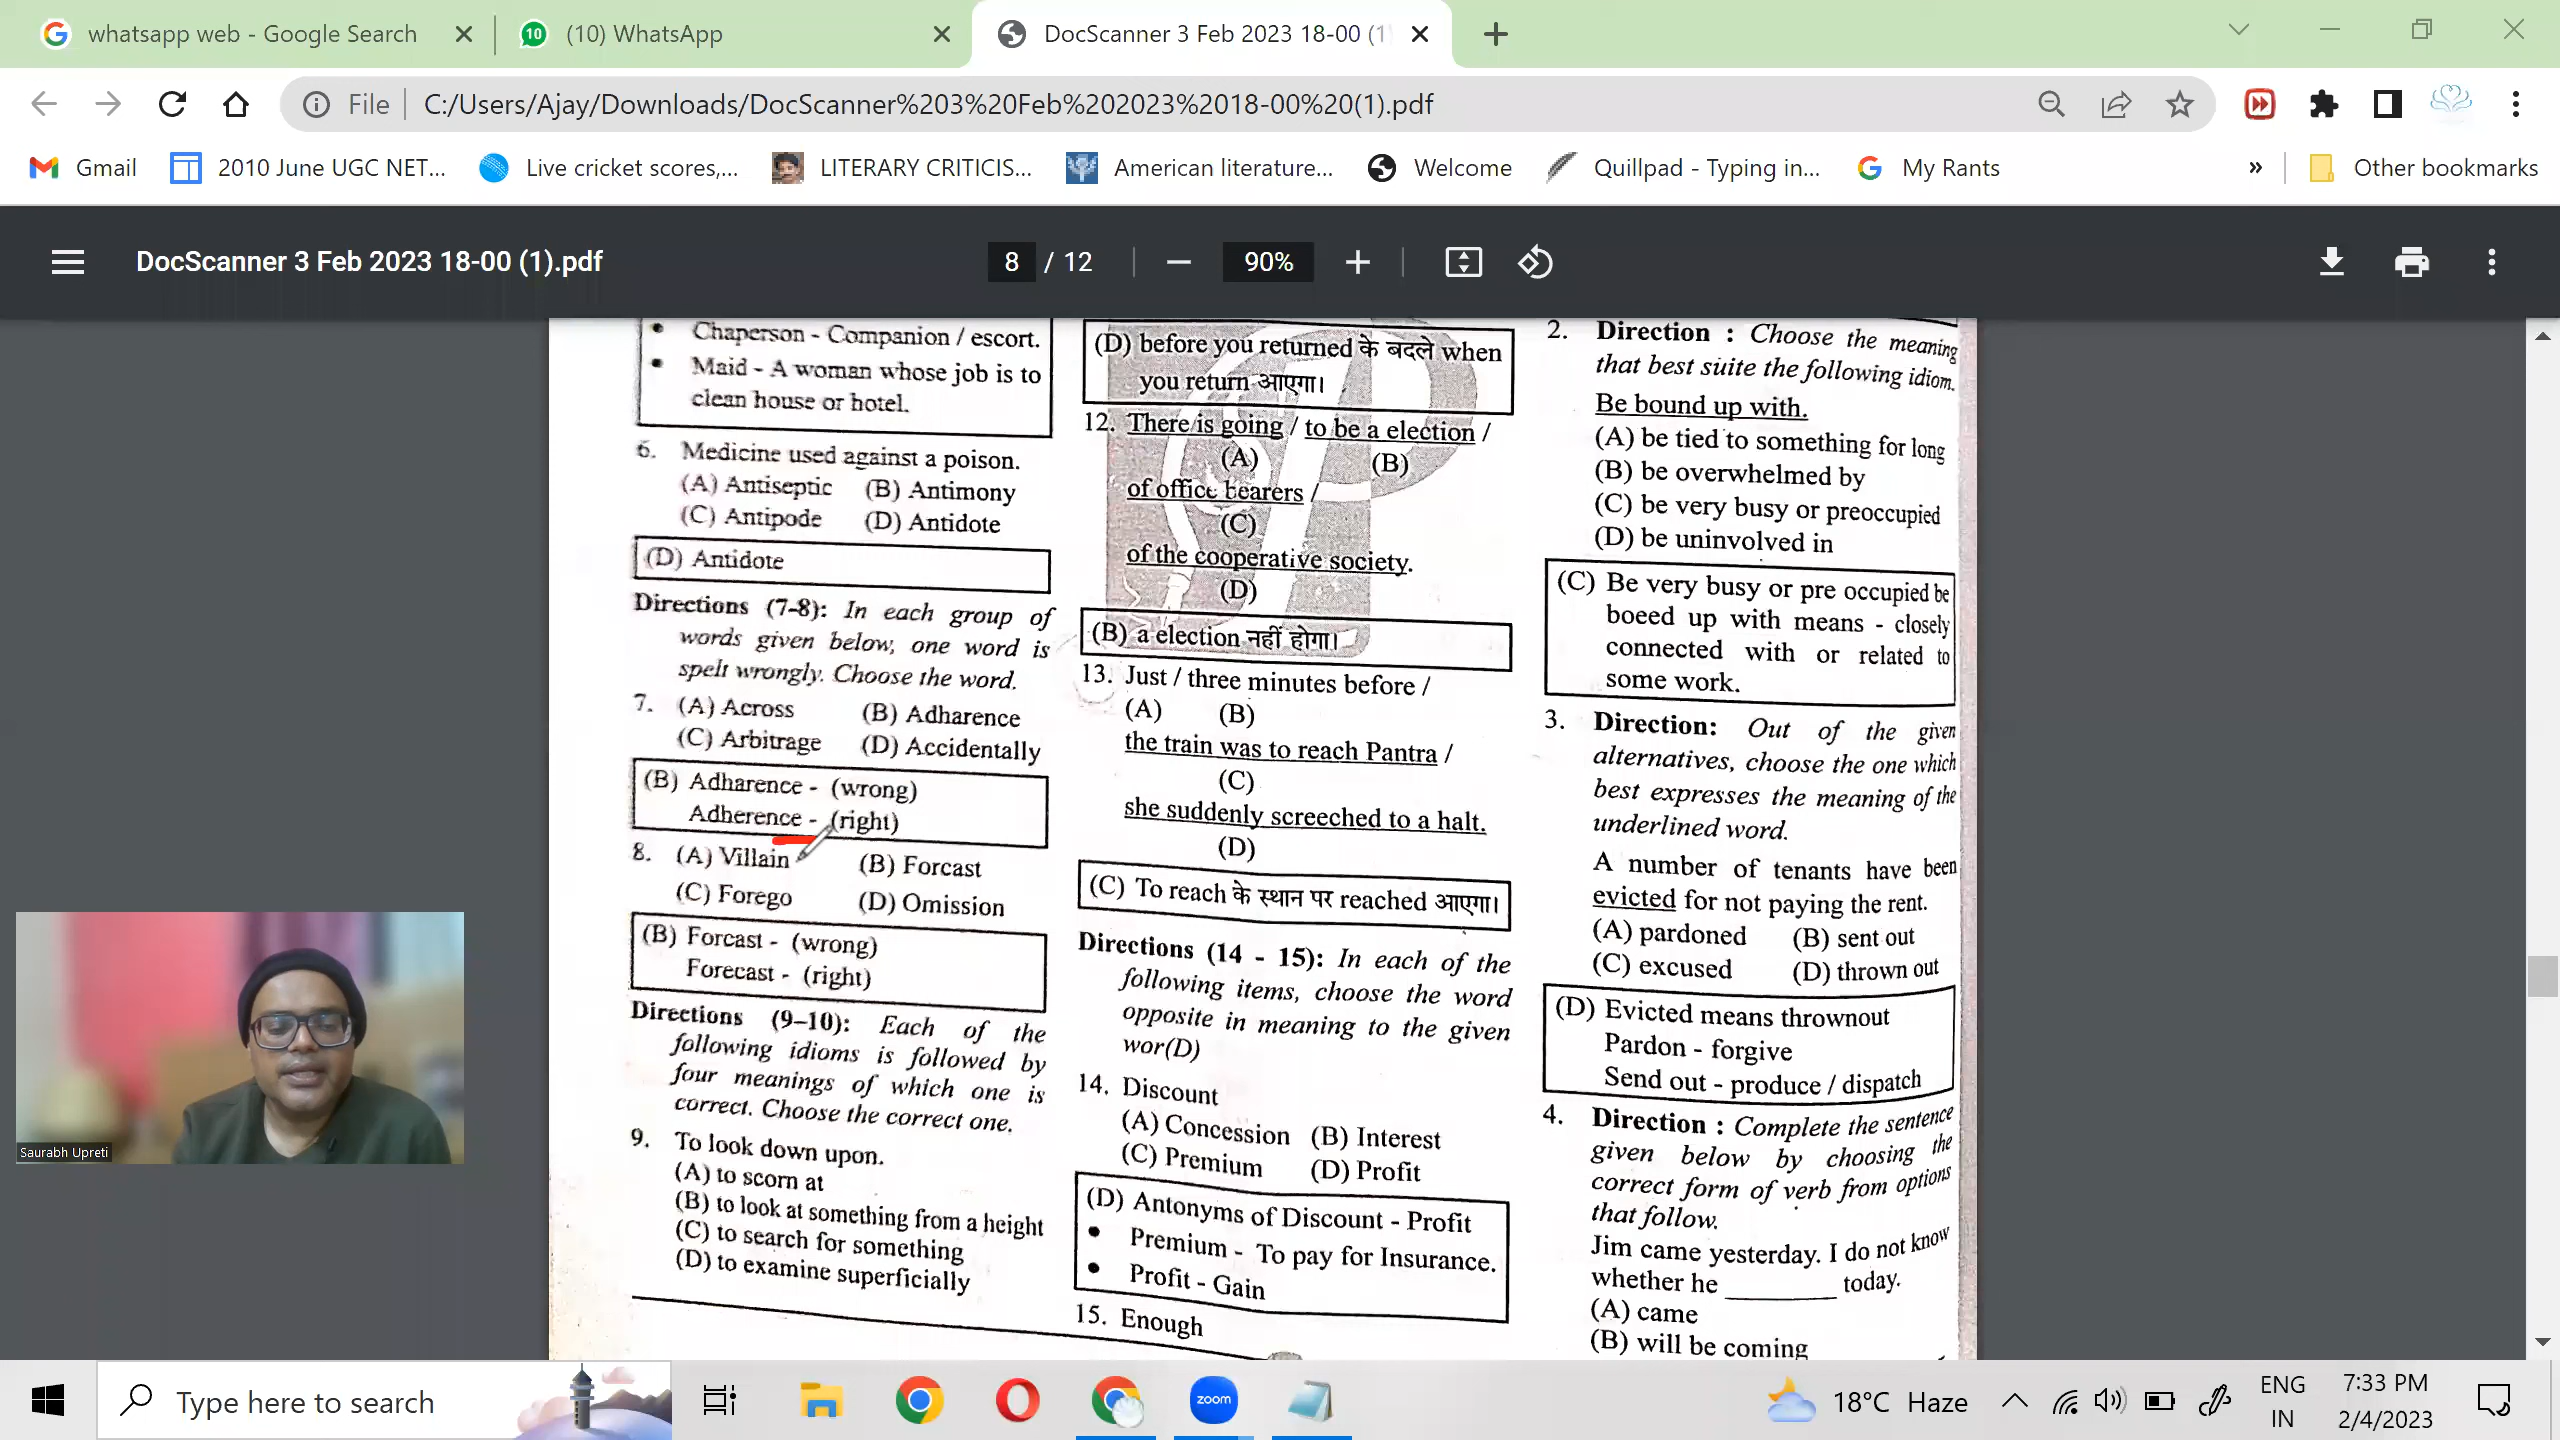 whatsapp web - Google Search
10
(10) WhatsApp
DocScanner 3 Feb 2023 18-00 (1
File
C:/Users/Ajay/Downloads/DocScanner%203%20Feb%202023%2018-00%20(1).pdf
Gmail
2010 June UGC NET...
Live cricket scores,...
LITERARY CRITICIS...
American literature...
Welcome
Quillpad - Typing in...
My Rants
»
Other bookmarks
DocScanner 3 Feb 2023 18-00 (1).pdf
8 / 12
90%
• Chaperson - Companion / escort.
• Maid - A woman whose job is to
clean house or hotel.
6. Medicine used against a poison.
(A) Antiseptic (B) Antimony
(C) Antipode (D) Antidote
(D) Antidote
Directions (7-8): In each group of
words given below, one word is
spelt wrongly. Choose the word.
7. (A) Across (B) Adharence
(C) Arbitrage (D) Accidentally
(B) Adharence - (wrong)
Adherence - (right)
8. (A) Villain (B) Forcast
(C) Forego (D) Omission
(B) Forcast - (wrong)
Forecast - (right)
Directions (9–10): Each of the
following idioms is followed by
four meanings of which one is
correct. Choose the correct one.
9. To look down upon.
(A) to scorn at
(B) to look at something from a height
(C) to search for something
(D) to examine superficially
(D) before you returned के बदले when
you return आएगा।
12. There is going / to be a election /
(A) (B)
of office bearers /
(C)
of the cooperative society.
(D)
(B) a election नहीं होगा।
13. Just / three minutes before /
(A) (B)
the train was to reach Pantra /
(C)
she suddenly screeched to a halt.
(D)
(C) To reach के स्थान पर reached आएगा।
Directions (14 - 15): In each of the
following items, choose the word
opposite in meaning to the given
wor(D)
14. Discount
(A) Concession (B) Interest
(C) Premium (D) Profit
(D) Antonyms of Discount - Profit
• Premium - To pay for Insurance.
• Profit - Gain
15. Enough
2. Direction : Choose the meaning
that best suite the following idiom.
Be bound up with.
(A) be tied to something for long
(B) be overwhelmed by
(C) be very busy or preoccupied
(D) be uninvolved in
(C) Be very busy or pre occupied be
boeed up with means - closely
connected with or related to
some work.
3. Direction: Out of the given
alternatives, choose the one which
best expresses the meaning of the
underlined word.
A number of tenants have been
evicted for not paying the rent.
(A) pardoned (B) sent out
(C) excused (D) thrown out
(D) Evicted means thrownout
Pardon - forgive
Send out - produce / dispatch
4. Direction : Complete the sentence
given below by choosing the
correct form of verb from options
that follow.
Jim came yesterday. I do not know
whether he ________ today.
(A) came
(B) will be coming
Saurabh Upreti
Type here to search
zoom
18°C Haze
ENG
IN
7:33 PM
2/4/2023